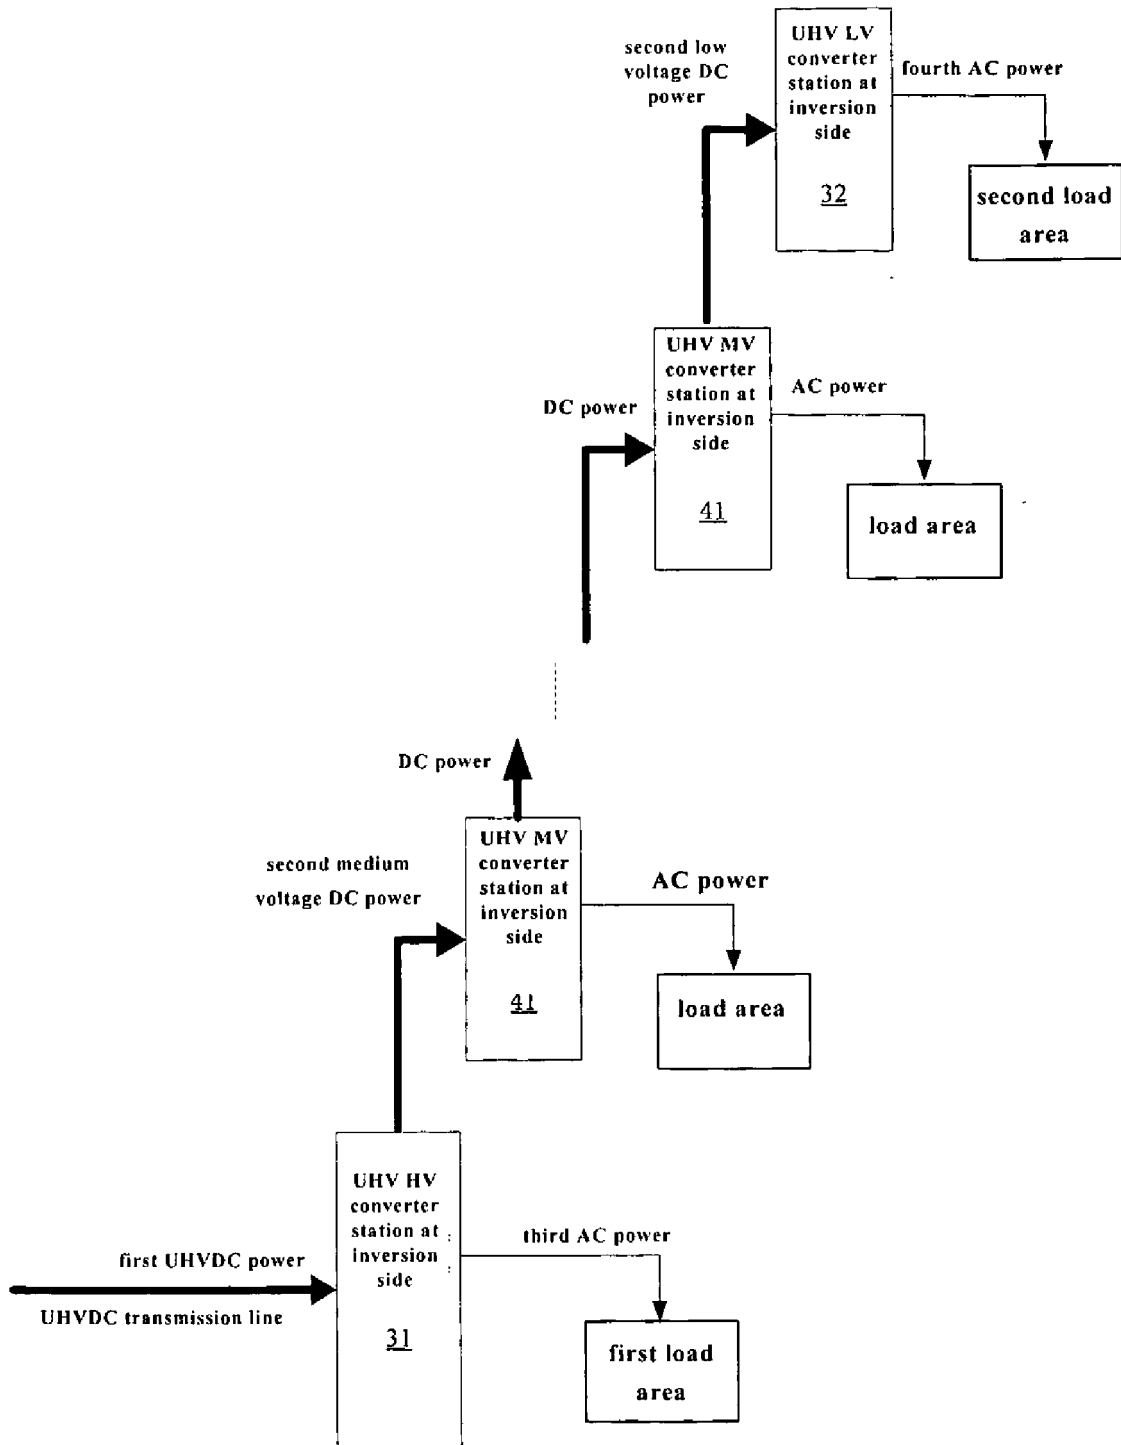 second low
voltage DC
power
UHV LV
converter
station at
inversion
side
32
fourth AC power
second load
area
UHV MV
converter
station at
inversion
side
41
DC power
AC power
load area
DC power
UHV MV
converter
station at
inversion
side
41
second medium
voltage DC power
AC power
load area
UHV HV
converter
station at
inversion
side
31
first UHVDC power
UHVDC transmission line
third AC power
first load
area